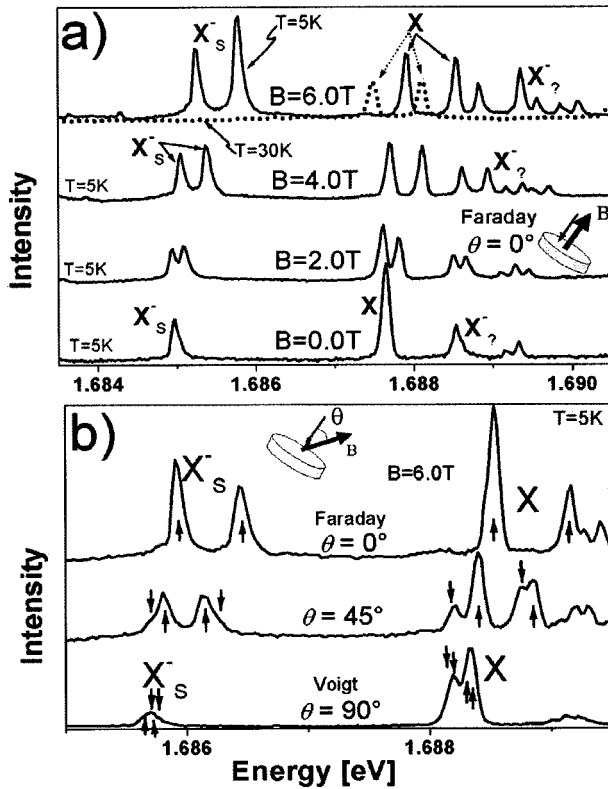 a)
X⁻S
T=5K
X
X⁻?
B=6.0T
T=30K
X⁻S
T=5K
B=4.0T
X⁻?
Faraday
θ = 0°
B
T=5K
B=2.0T
X⁻S
T=5K
B=0.0T
X
X⁻?
Intensity
1.684 1.686 1.688 1.690
b)
θ
B
T=5K
X⁻S
B=6.0T
X
Faraday
θ = 0°
θ = 45°
X⁻S
Voigt
θ = 90°
X
Intensity
1.686 1.688
Energy [eV]